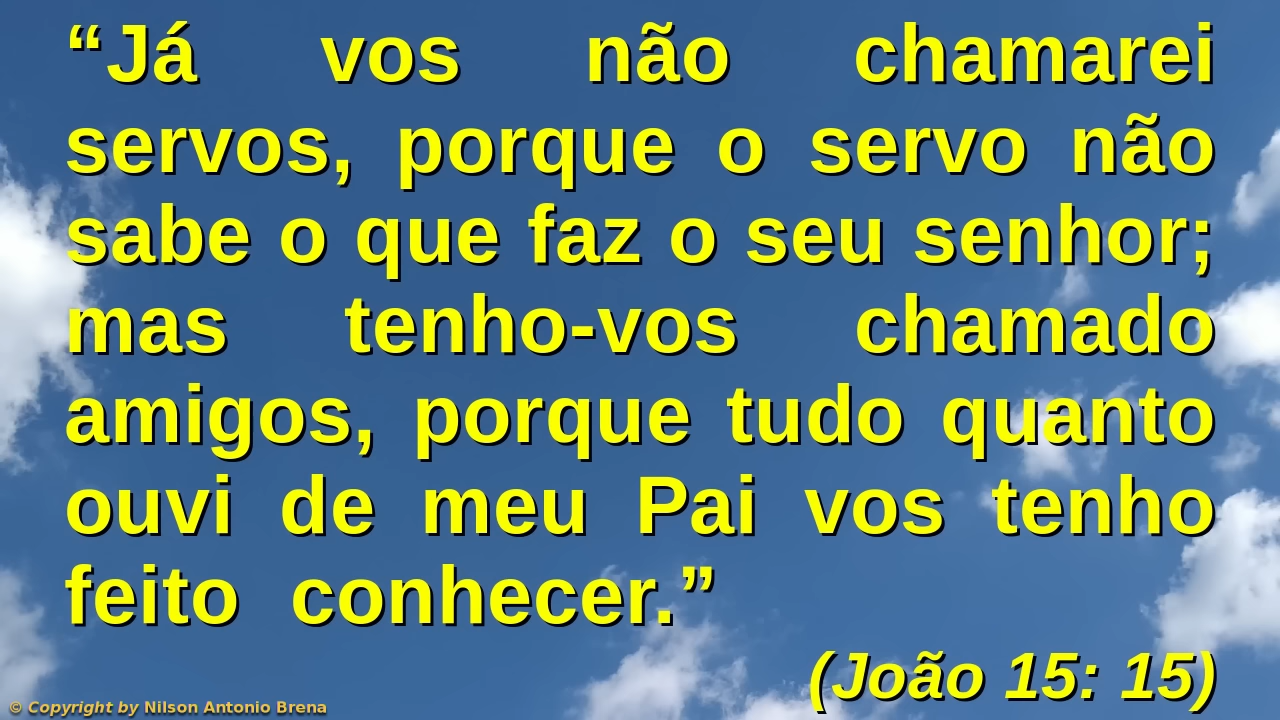 “Já vos não chamarei
servos, porque o servo não
sabe o que faz o seu senhor;
mas tenho-vos chamado
amigos, porque tudo quanto
ouvi de meu Pai vos tenho
feito conhecer.”
(João 15: 15)
© Copyright by Nilson Antonio Brena